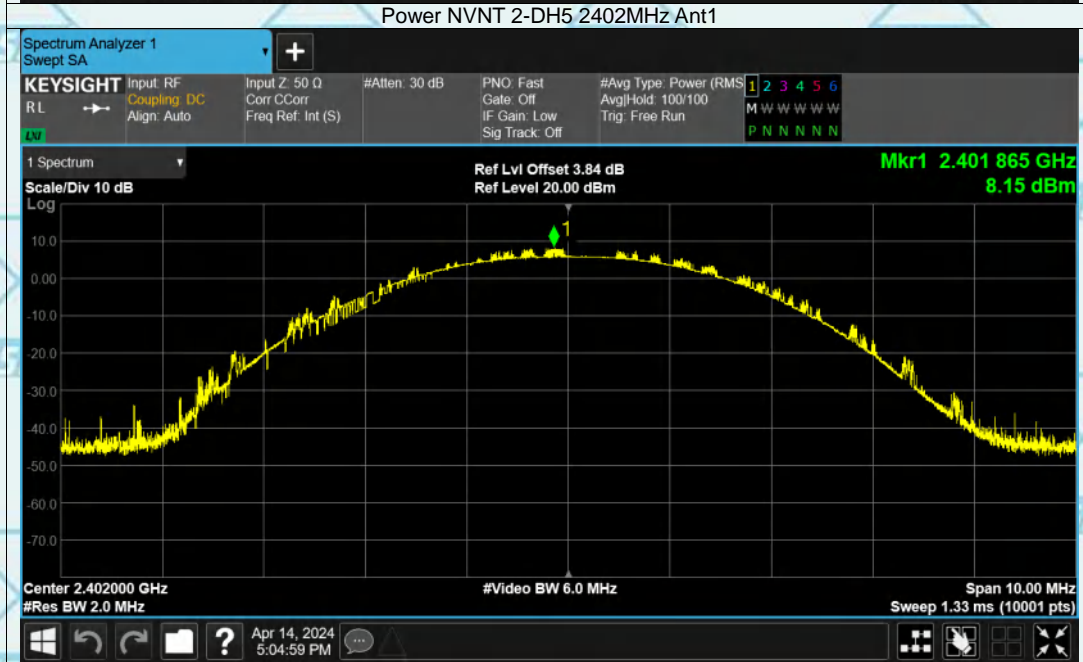 Power NVNT 2-DH5 2402MHz Ant1
Spectrum Analyzer 1
Swept SA
+
KEYSIGHT
RL
LXI
Input: RF
Coupling: DC
Align: Auto
Input Z: 50 Ω
Corr CCorr
Freq Ref: Int (S)
#Atten: 30 dB
PNO: Fast
Gate: Off
IF Gain: Low
Sig Track: Off
#Avg Type: Power (RMS
Avg|Hold: 100/100
Trig: Free Run
1 2 3 4 5 6
M W W W W W
P N N N N N
1 Spectrum
Scale/Div 10 dB
Log
Ref Lvl Offset 3.84 dB
Ref Level 20.00 dBm
Mkr1 2.401 865 GHz
8.15 dBm
1
10.0
0.00
-10.0
-20.0
-30.0
-40.0
-50.0
-60.0
-70.0
Center 2.402000 GHz
#Res BW 2.0 MHz
#Video BW 6.0 MHz
Span 10.00 MHz
Sweep 1.33 ms (10001 pts)
?
Apr 14, 2024
5:04:59 PM